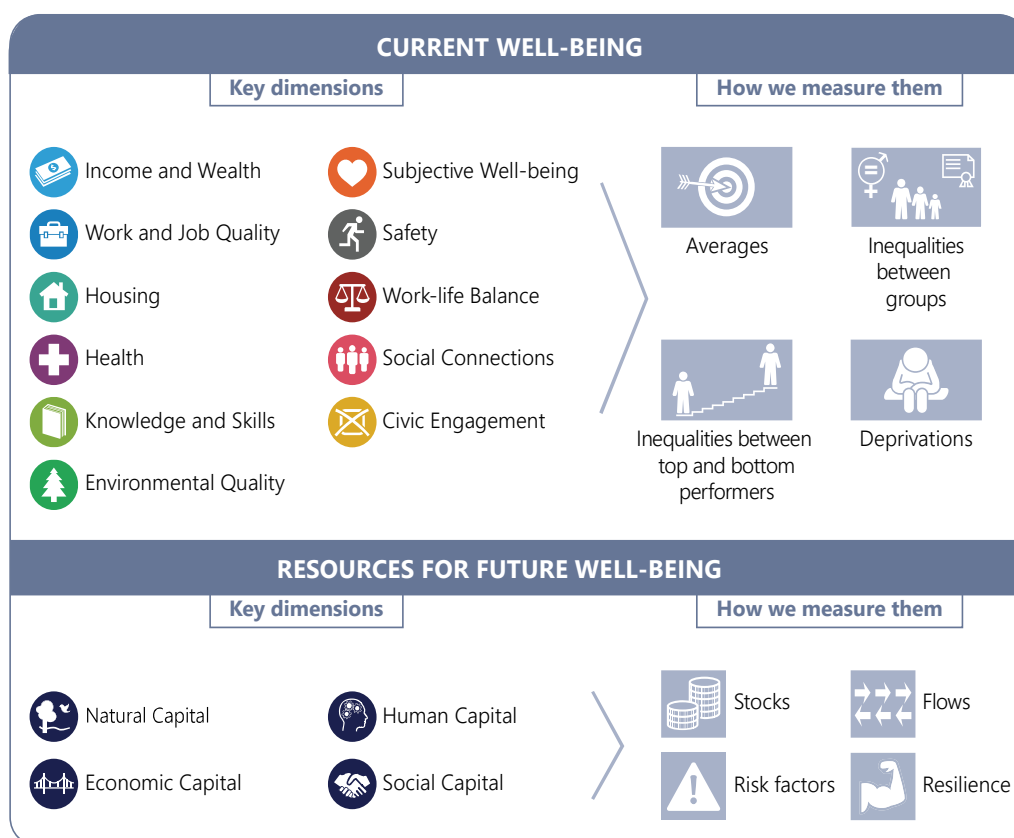 CURRENT WELL-BEING
Key dimensions
How we measure them
Income and Wealth
Subjective Well-being
Work and Job Quality
Safety
Housing
Work-life Balance
Health
Social Connections
Knowledge and Skills
Civic Engagement
Environmental Quality
Averages
Inequalities
between
groups
Inequalities between
top and bottom
performers
Deprivations
RESOURCES FOR FUTURE WELL-BEING
Key dimensions
How we measure them
Natural Capital
Human Capital
Economic Capital
Social Capital
Stocks
Flows
Risk factors
Resilience